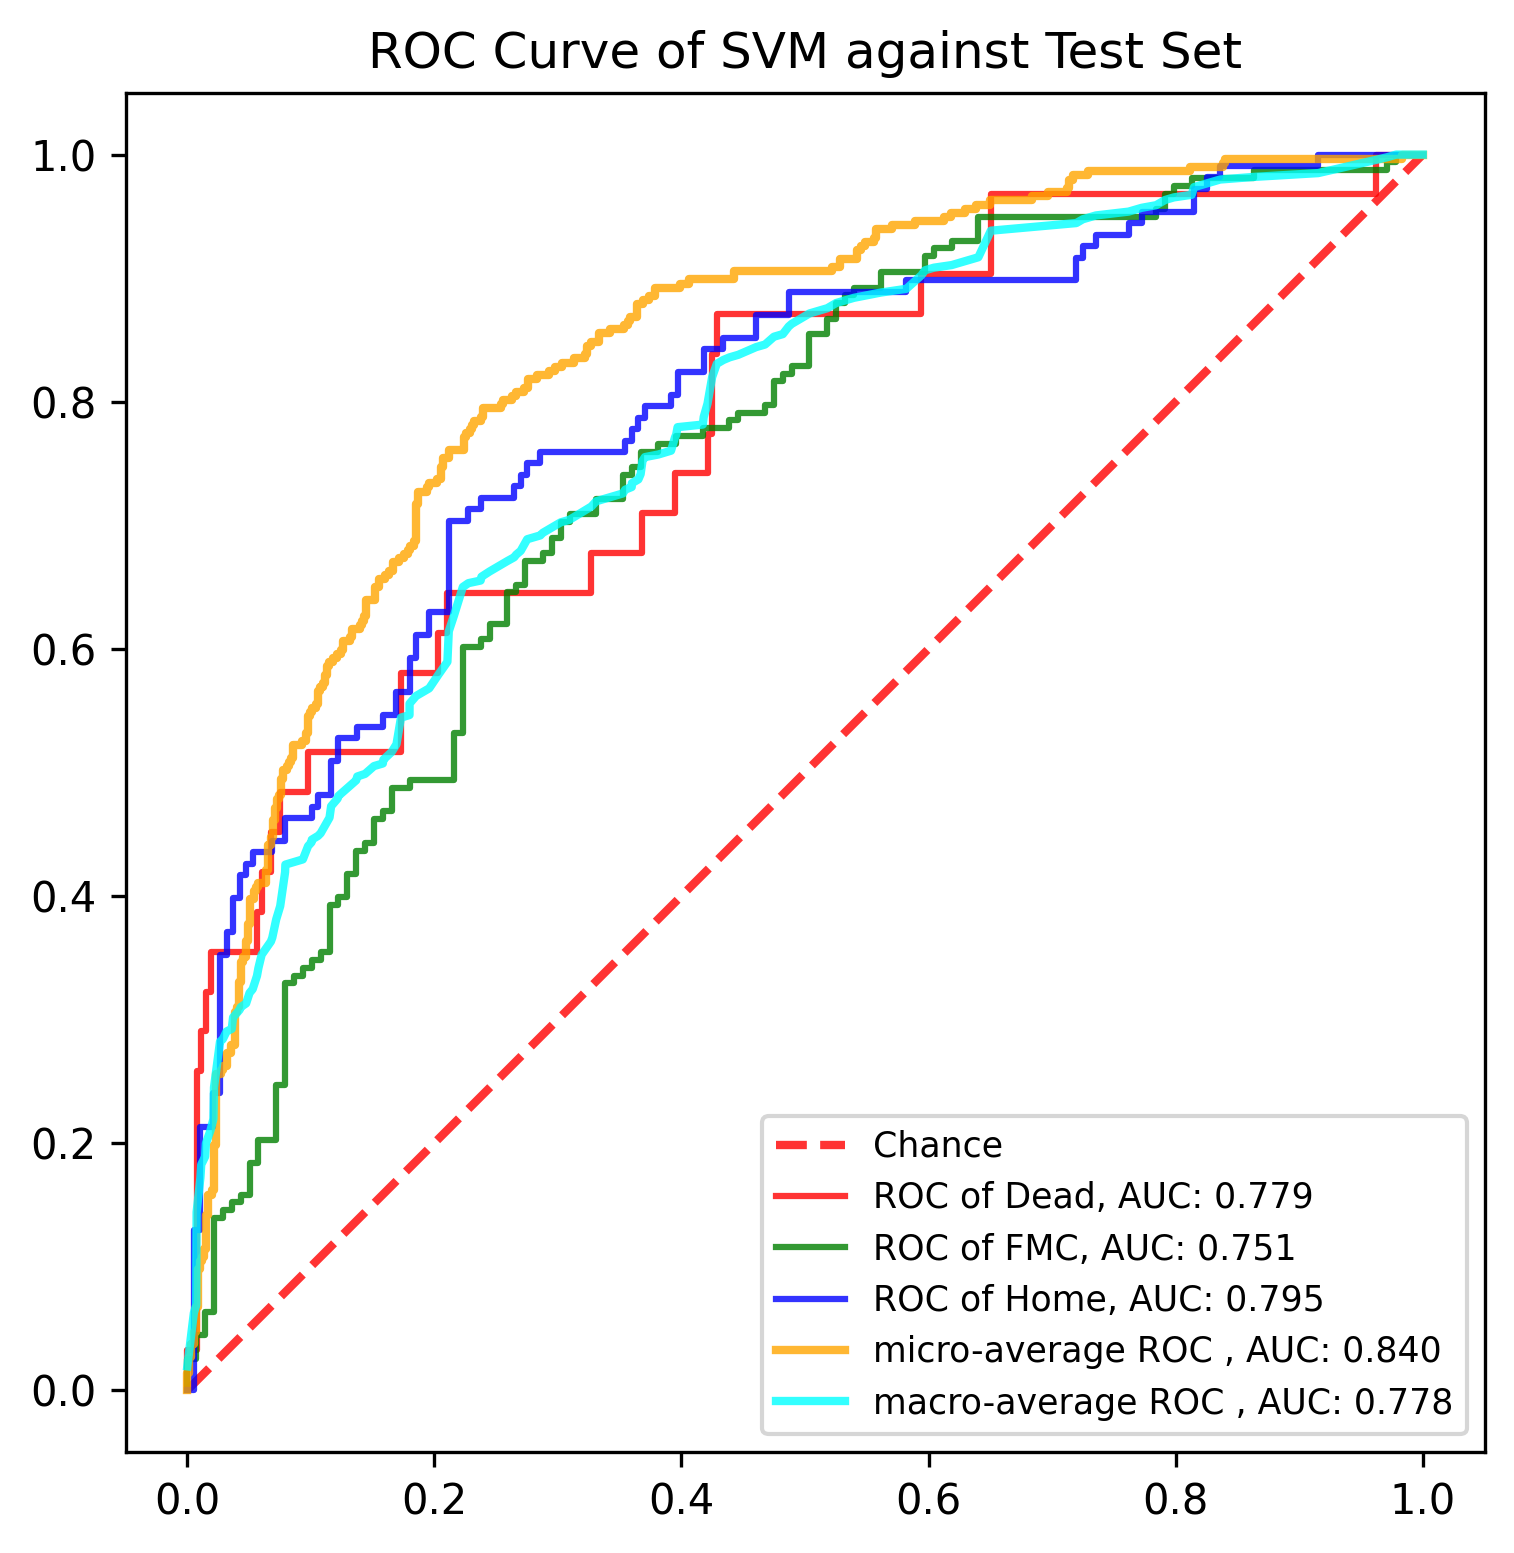 ROC Curve of SVM against Test Set
1.0
0.8
0.6
0.4
0.2
0.0
Chance
ROC of Dead, AUC: 0.779
ROC of FMC, AUC: 0.751
ROC of Home, AUC: 0.795
micro-average ROC , AUC: 0.840
macro-average ROC , AUC: 0.778
0.0 0.2 0.4 0.6 0.8 1.0